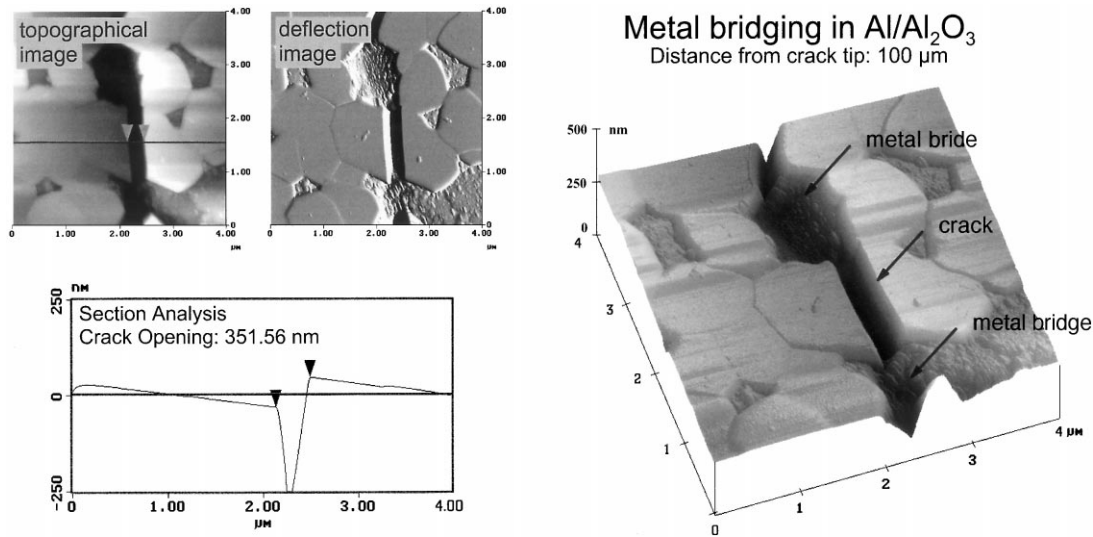 topographical
image
4.00
3.00
2.00
1.00
0
0
1.00
2.00
3.00
4.00
μm
deflection
image
4.00
3.00
2.00
1.00
0
0
1.00
2.00
3.00
4.00
μm
nm
250
0
-250
Section Analysis
Crack Opening: 351.56 nm
0
1.00
2.00
3.00
4.00
μm
Metal bridging in Al/Al₂O₃
Distance from crack tip: 100 μm
500 nm
250
0
metal bride
crack
metal bridge
4
3
2
1
0
1
2
3
4 μm